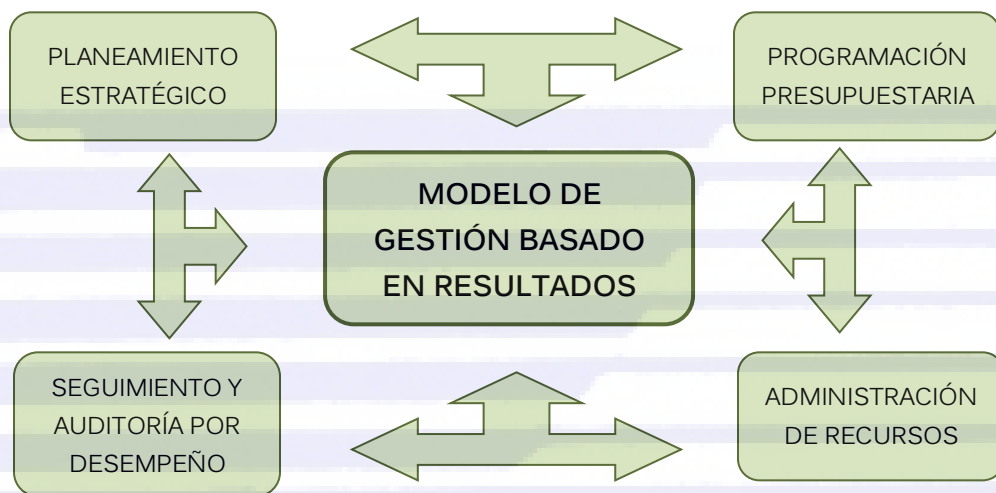 PLANEAMIENTO
ESTRATÉGICO
PROGRAMACIÓN
PRESUPUESTARIA
MODELO DE
GESTIÓN BASADO
EN RESULTADOS
SEGUIMIENTO Y
AUDITORÍA POR
DESEMPEÑO
ADMINISTRACIÓN
DE RECURSOS